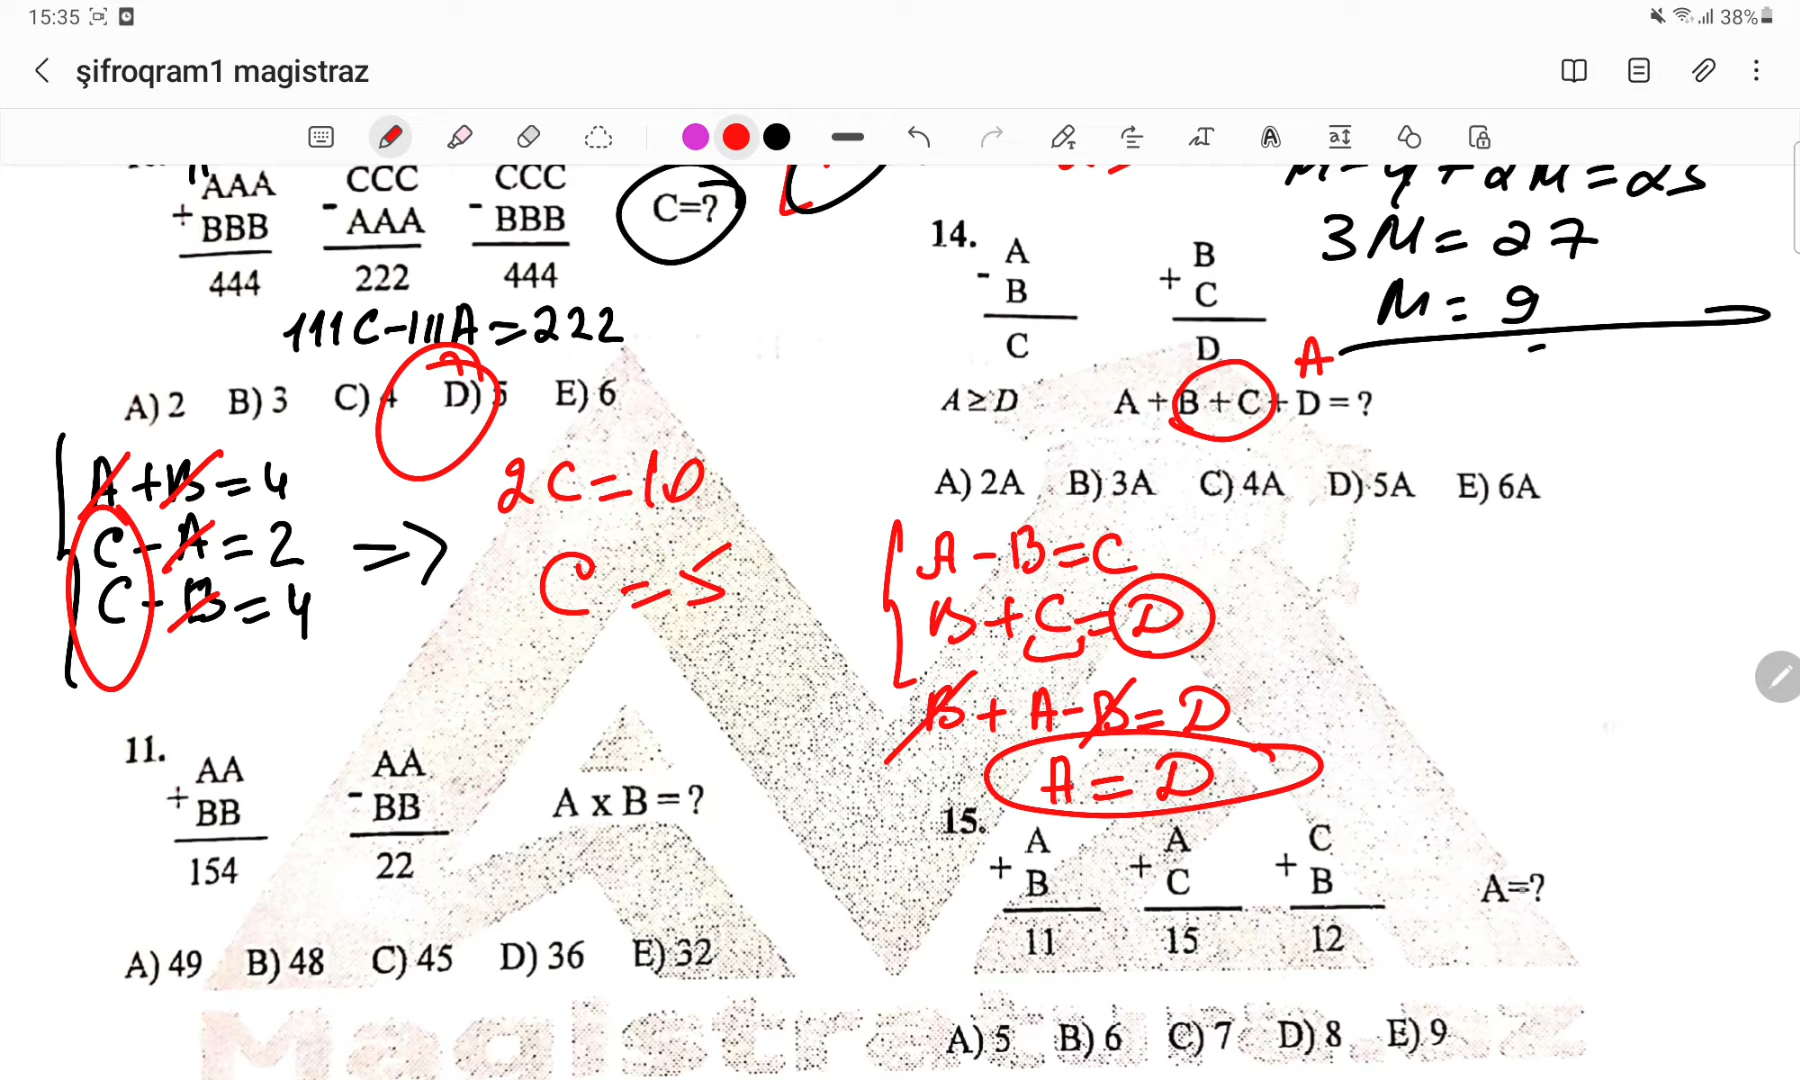 15:35
38%
şifroqram1 magistraz
AAA
+ BBB
444
CCC
- AAA
222
CCC
- BBB
444
C=?
111C-111A=222
A) 2 B) 3 C) 4 D) 5 E) 6
A+B=4
C-A=2
C-B=4
=>
2C=10
C=5
11.
AA
+ BB
154
AA
- BB
22
A x B = ?
A) 49 B) 48 C) 45 D) 36 E) 32
3M=27
M=9
14.
A
- B
C
B
+ C
D
A
A≥D A + B + C + D = ?
A) 2A B) 3A C) 4A D) 5A E) 6A
A-B=C
B+C=D
B+A-B=D
A=D
15.
A
+ B
11
A
+ C
15
C
+ B
12
A=?
A) 5 B) 6 C) 7 D) 8 E) 9